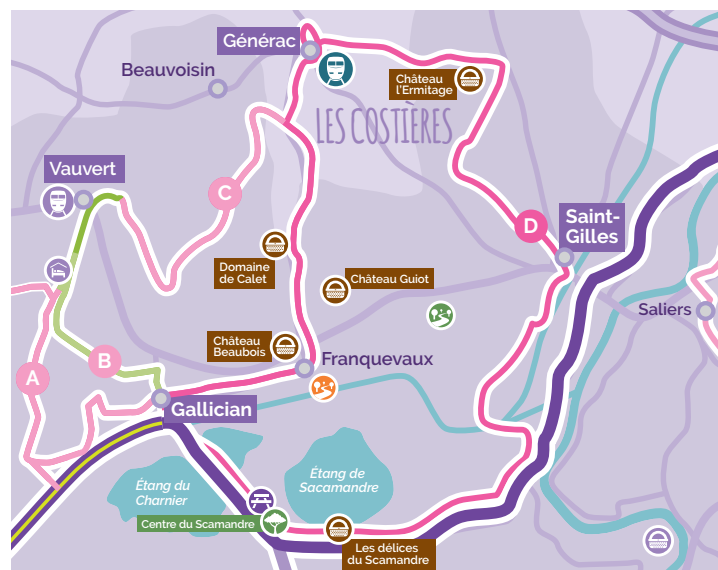 Générac
Beauvoisin
Château
l'Ermitage
LES COSTIÈRES
Vauvert
C
D
Saint-
Gilles
Domaine
de Calet
Château Guiot
Saliers
Château
Beaubois
Franquevaux
B
A
Gallician
Étang du
Charnier
Étang de
Sacamandre
Centre du Scamandre
Les délices
du Scamandre